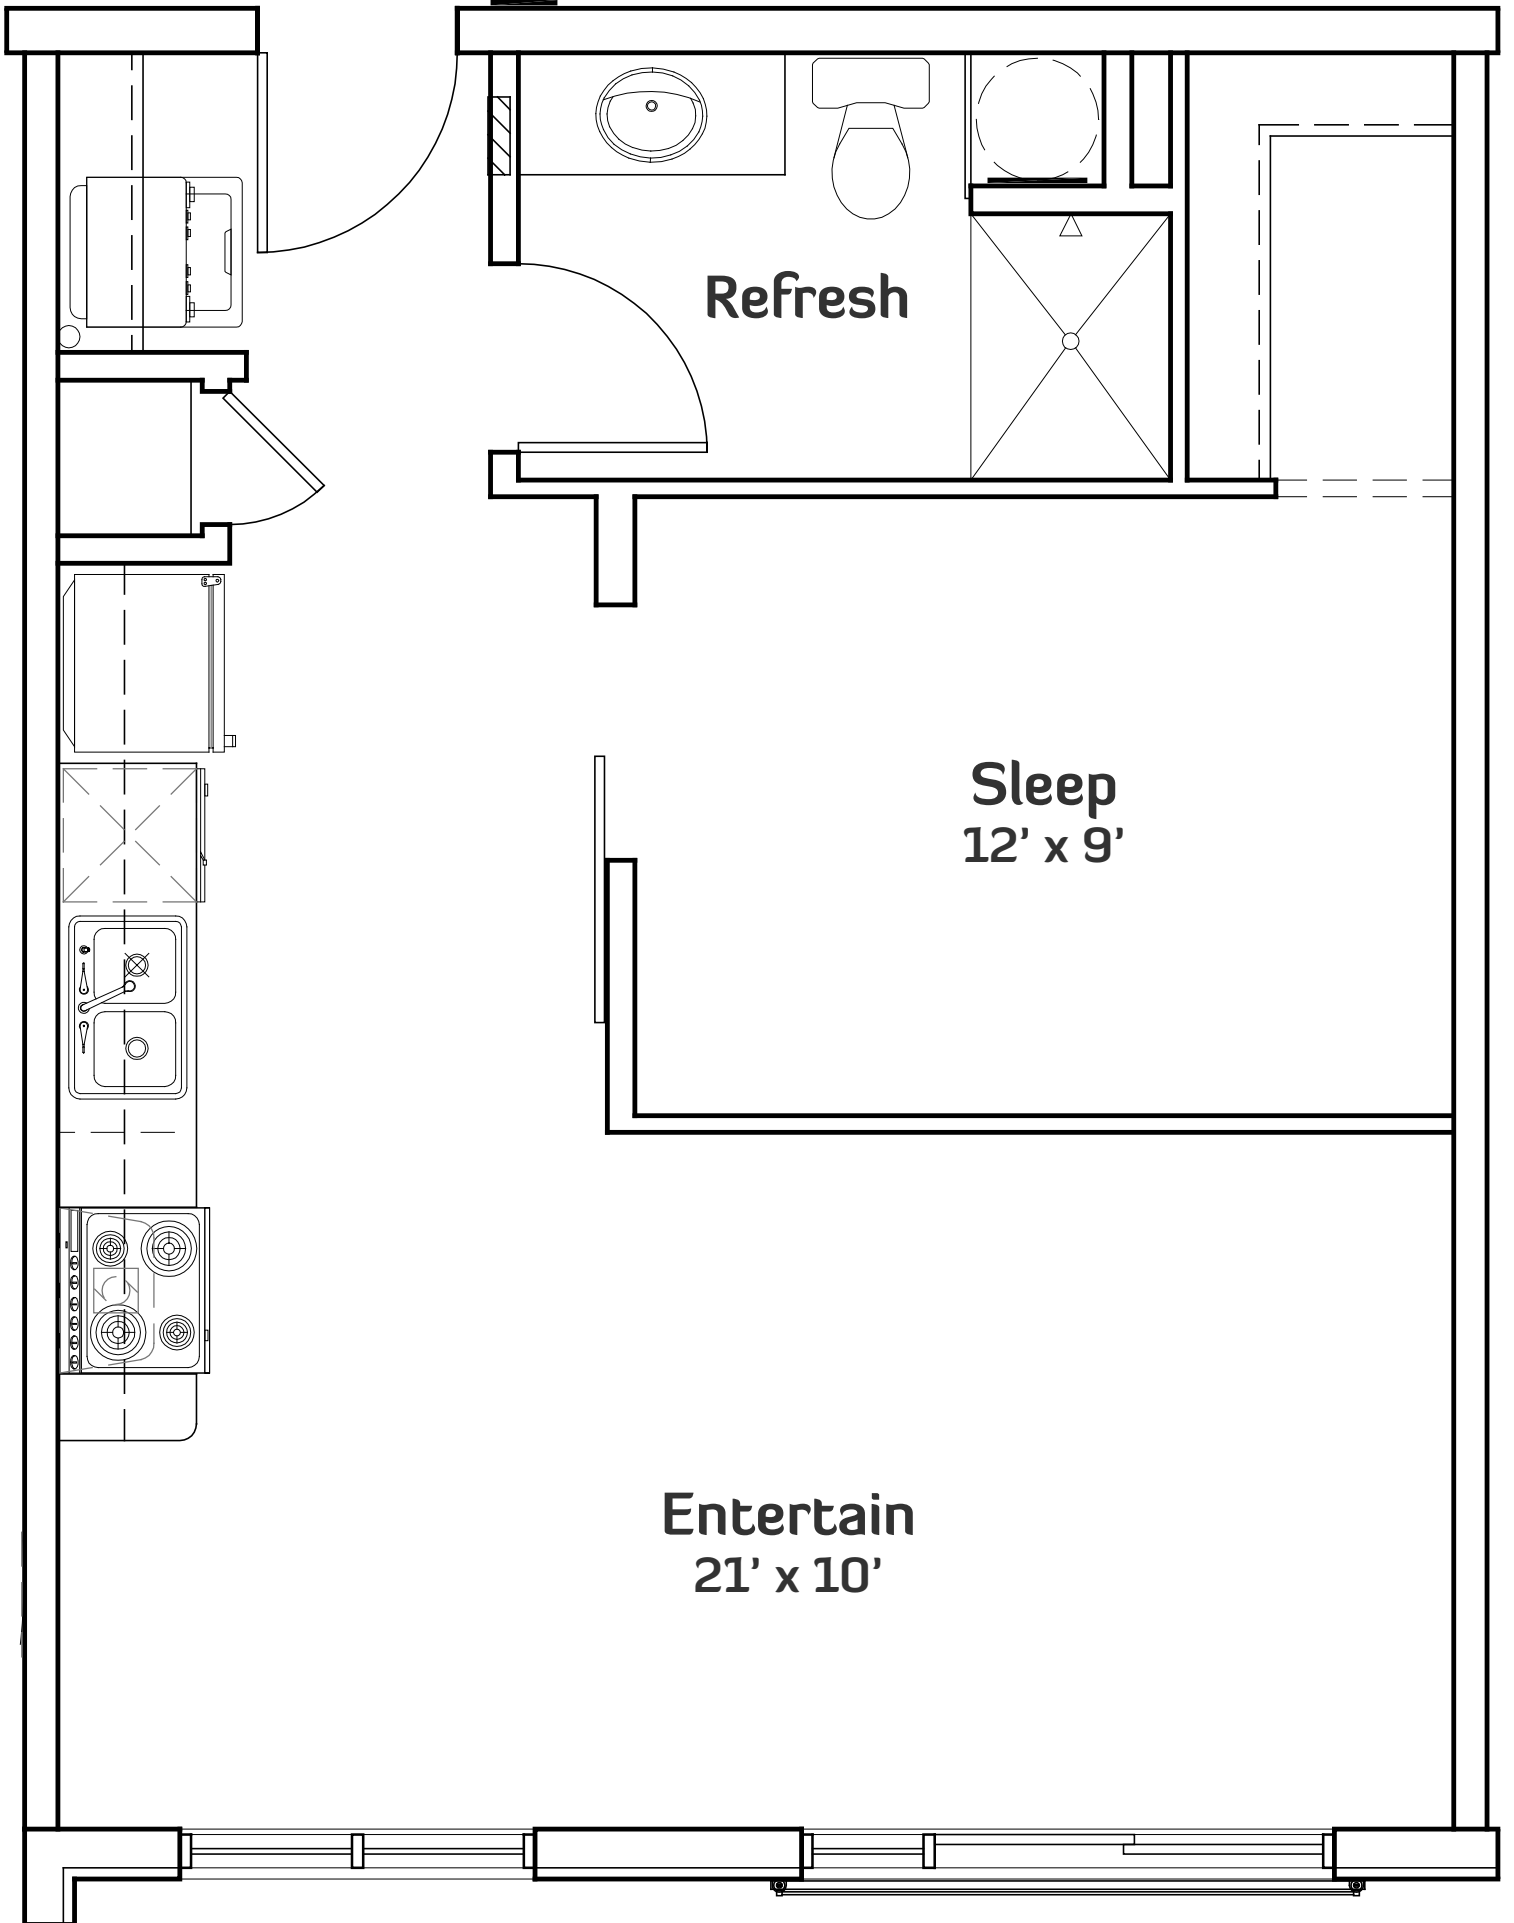 Refresh
Sleep
12’ x 9’
Entertain
21’ x 10’